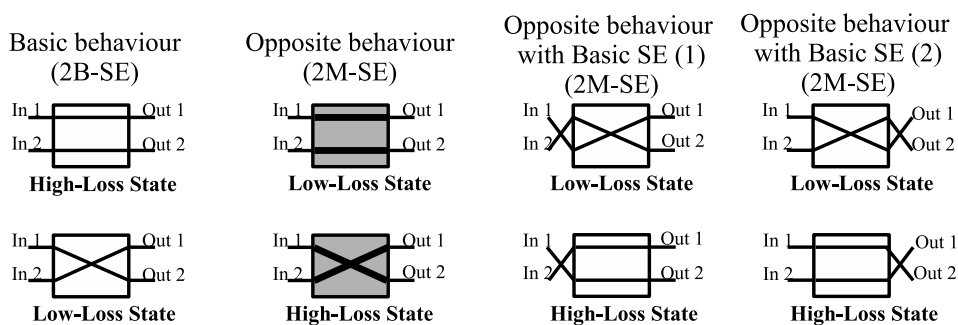 Basic behaviour
(2B-SE)
Opposite behaviour
(2M-SE)
Opposite behaviour
with Basic SE (1)
(2M-SE)
Opposite behaviour
with Basic SE (2)
(2M-SE)
In 1 Out 1
In 2 Out 2
High-Loss State
In 1 Out 1
In 2 Out 2
Low-Loss State
In 1 Out 1
In 2 Out 2
Low-Loss State
In 1 Out 1
In 2 Out 2
Low-Loss State
In 1 Out 1
In 2 Out 2
Low-Loss State
In 1 Out 1
In 2 Out 2
High-Loss State
In 1 Out 1
In 2 Out 2
High-Loss State
In 1 Out 1
In 2 Out 2
High-Loss State